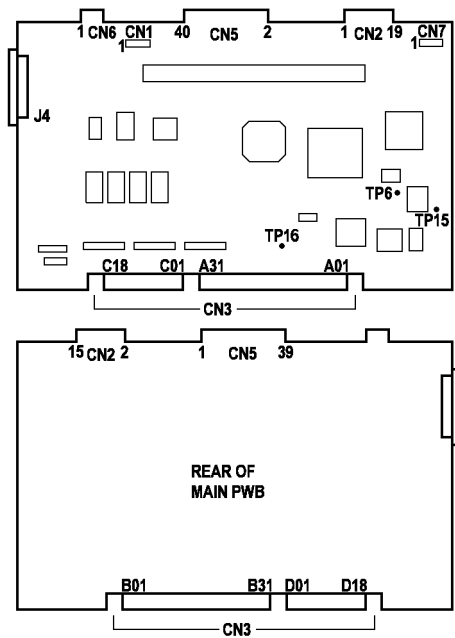 1 CN6 CN1 40 CN5 2 1 CN2 19 CN7
1 1
J4
TP6
TP15
TP16
C18 C01 A31 A01
CN3
15 CN2 2 1 CN5 39
REAR OF
MAIN PWB
B01 B31 D01 D18
CN3